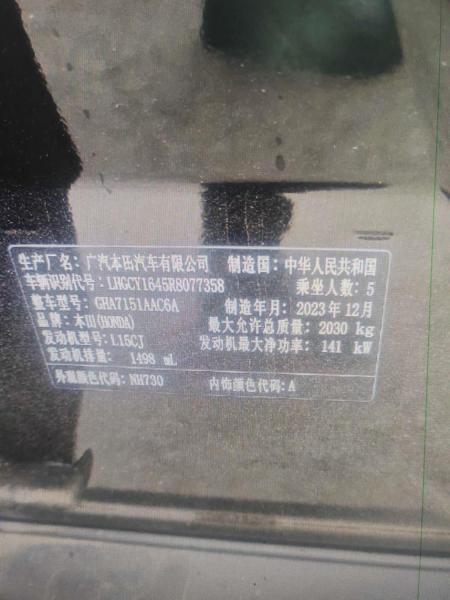 生产厂名：广汽本田汽车有限公司 制造国：中华人民共和国
车辆识别代号：LHGCY1645R8077358 乘坐人数：5
整车型号：GHA7151AAC6A 制造年月：2023年12月
品牌：本田(HONDA) 最大允许总质量：2030 kg
发动机型号：L15CJ 发动机最大净功率：141 kW
发动机排量：1498 mL
外观颜色代码：NH730 内饰颜色代码：A